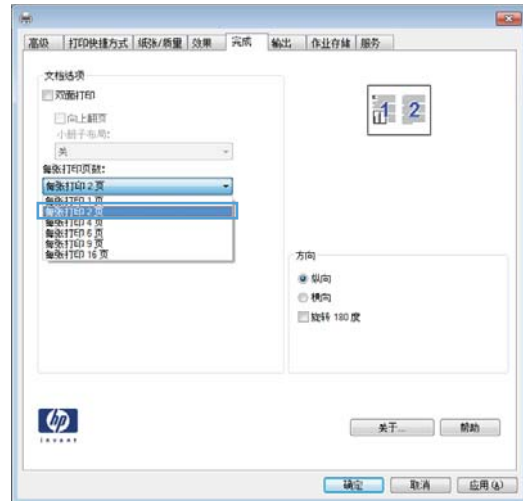 高级 打印快捷方式 纸张/质量 效果 完成 输出 作业存储 服务
文档选项
双面打印
向上翻页
小册子布局:
关
每张打印页数:
每张打印 2 页
每张打印 1 页
每张打印 2 页
每张打印 4 页
每张打印 6 页
每张打印 9 页
每张打印 16 页
1 2
方向
纵向
横向
旋转 180 度
hp
invent
关于... 帮助
确定 取消 应用(A)